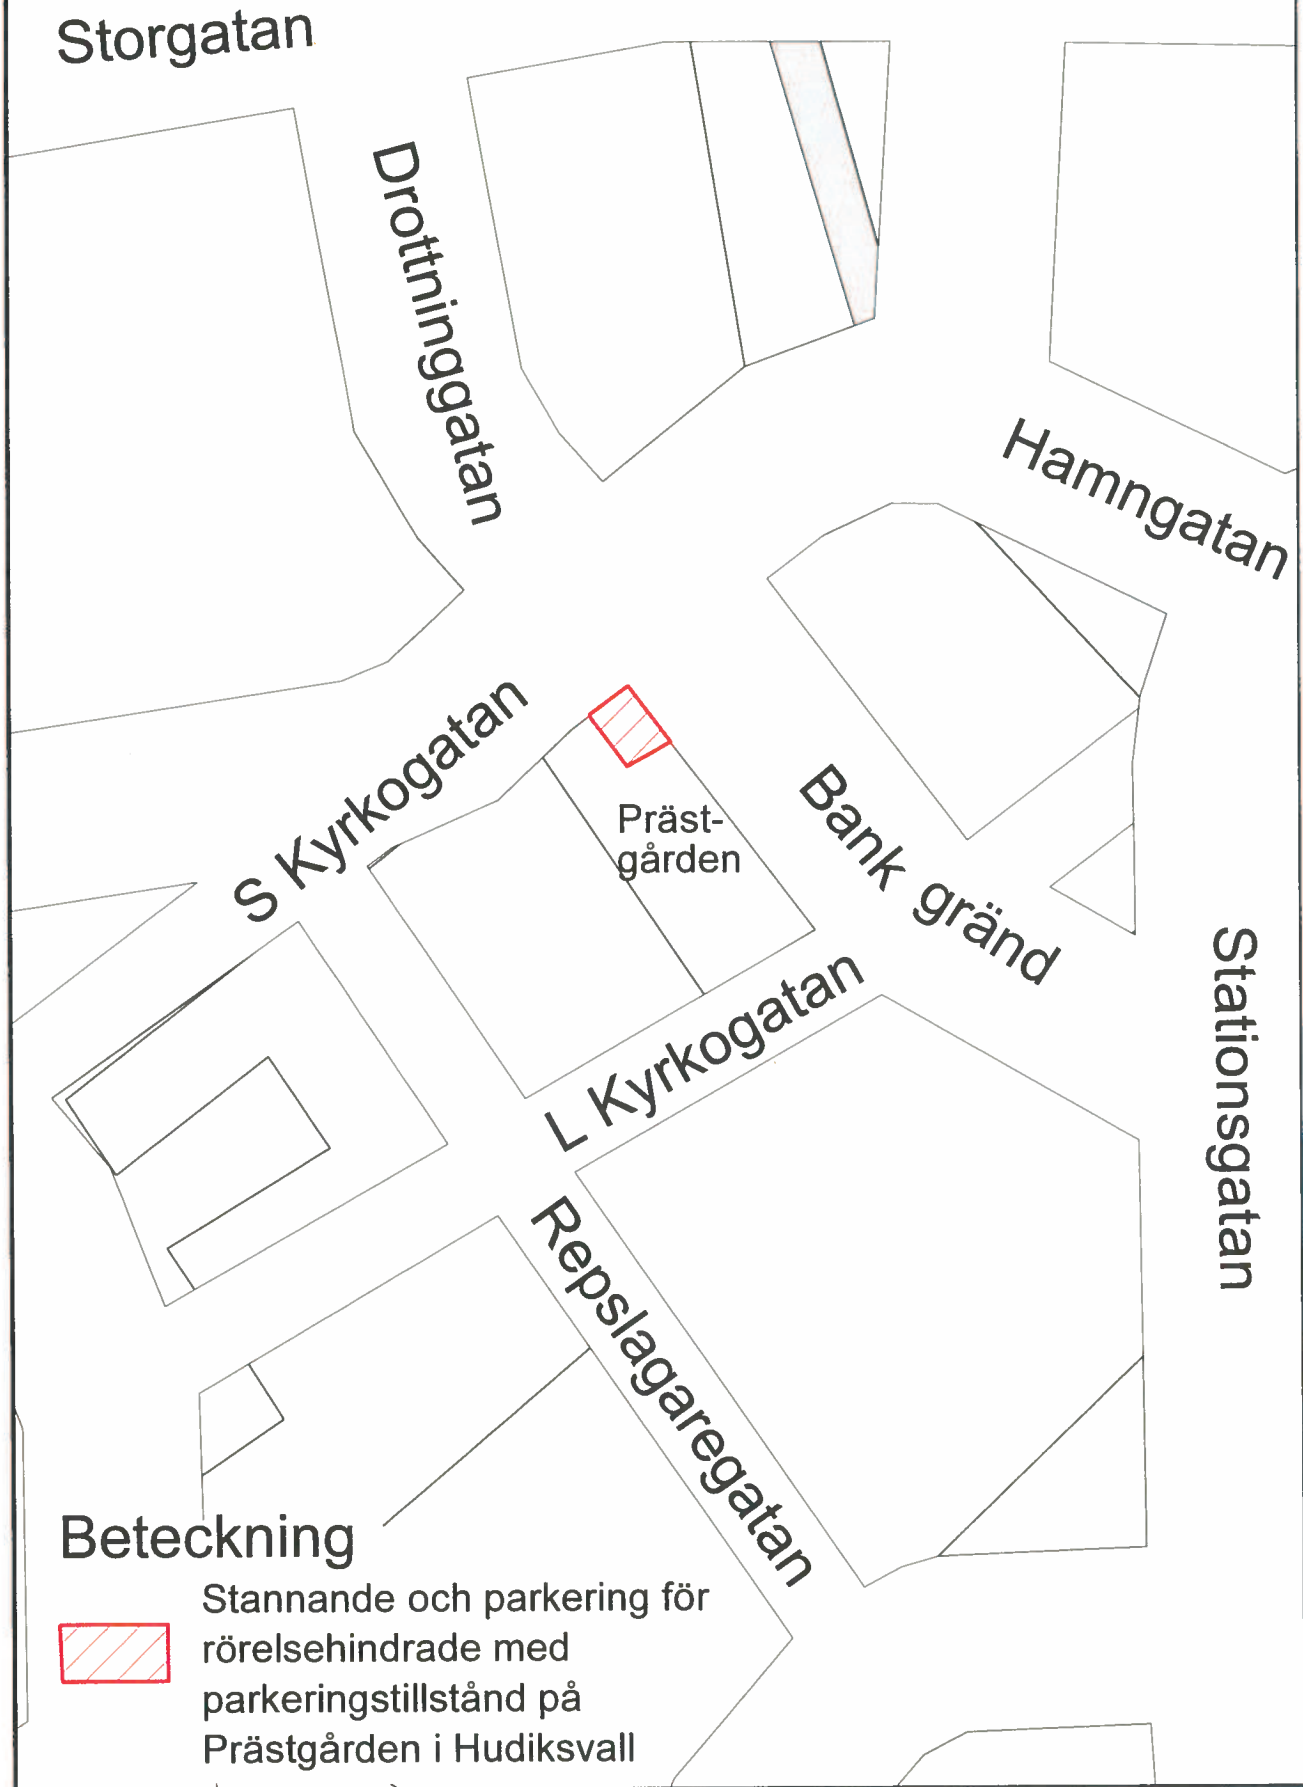 Storgatan
Drottninggatan
Hamngatan
S Kyrkogatan
Präst-
gården
Bank gränd
L Kyrkogatan
Stationsgatan
Repslagaregatan
Beteckning
Stannande och parkering för
rörelsehindrade med
parkeringstillstånd på
Prästgården i Hudiksvall